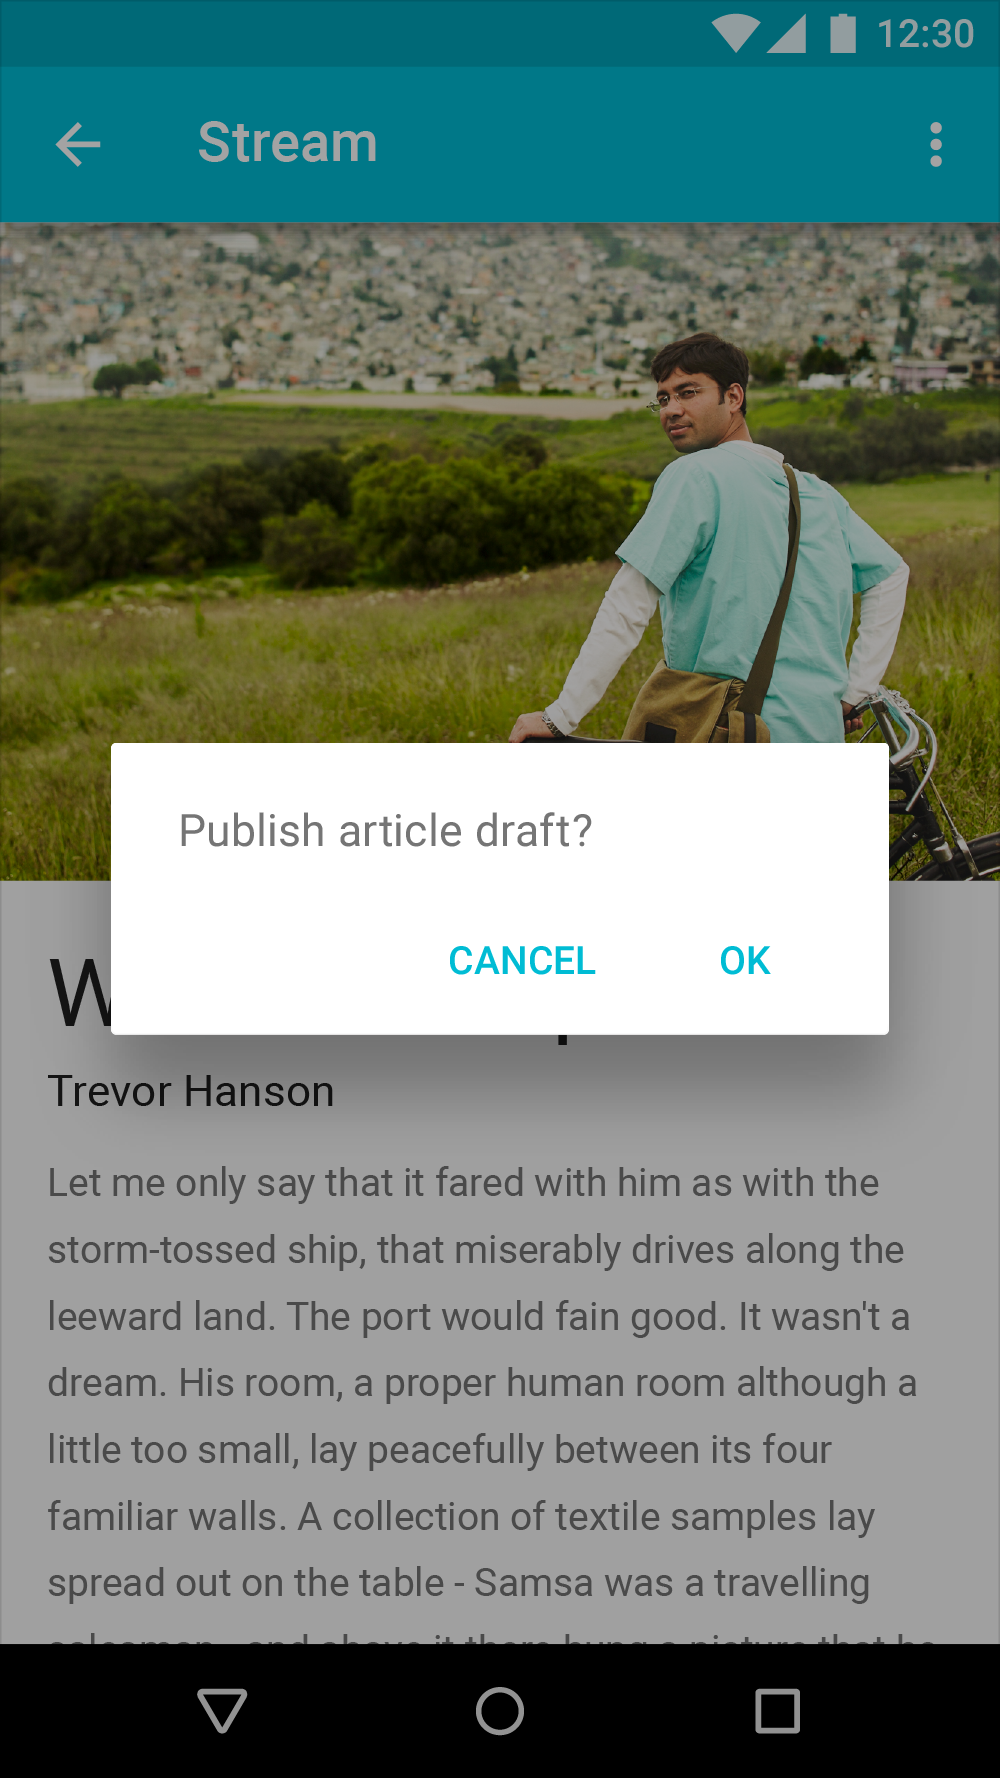 12:30
Stream
Publish article draft?
CANCEL OK
Trevor Hanson
Let me only say that it fared with him as with the
storm-tossed ship, that miserably drives along the
leeward land. The port would fain good. It wasn't a
dream. His room, a proper human room although a
little too small, lay peacefully between its four
familiar walls. A collection of textile samples lay
spread out on the table - Samsa was a travelling